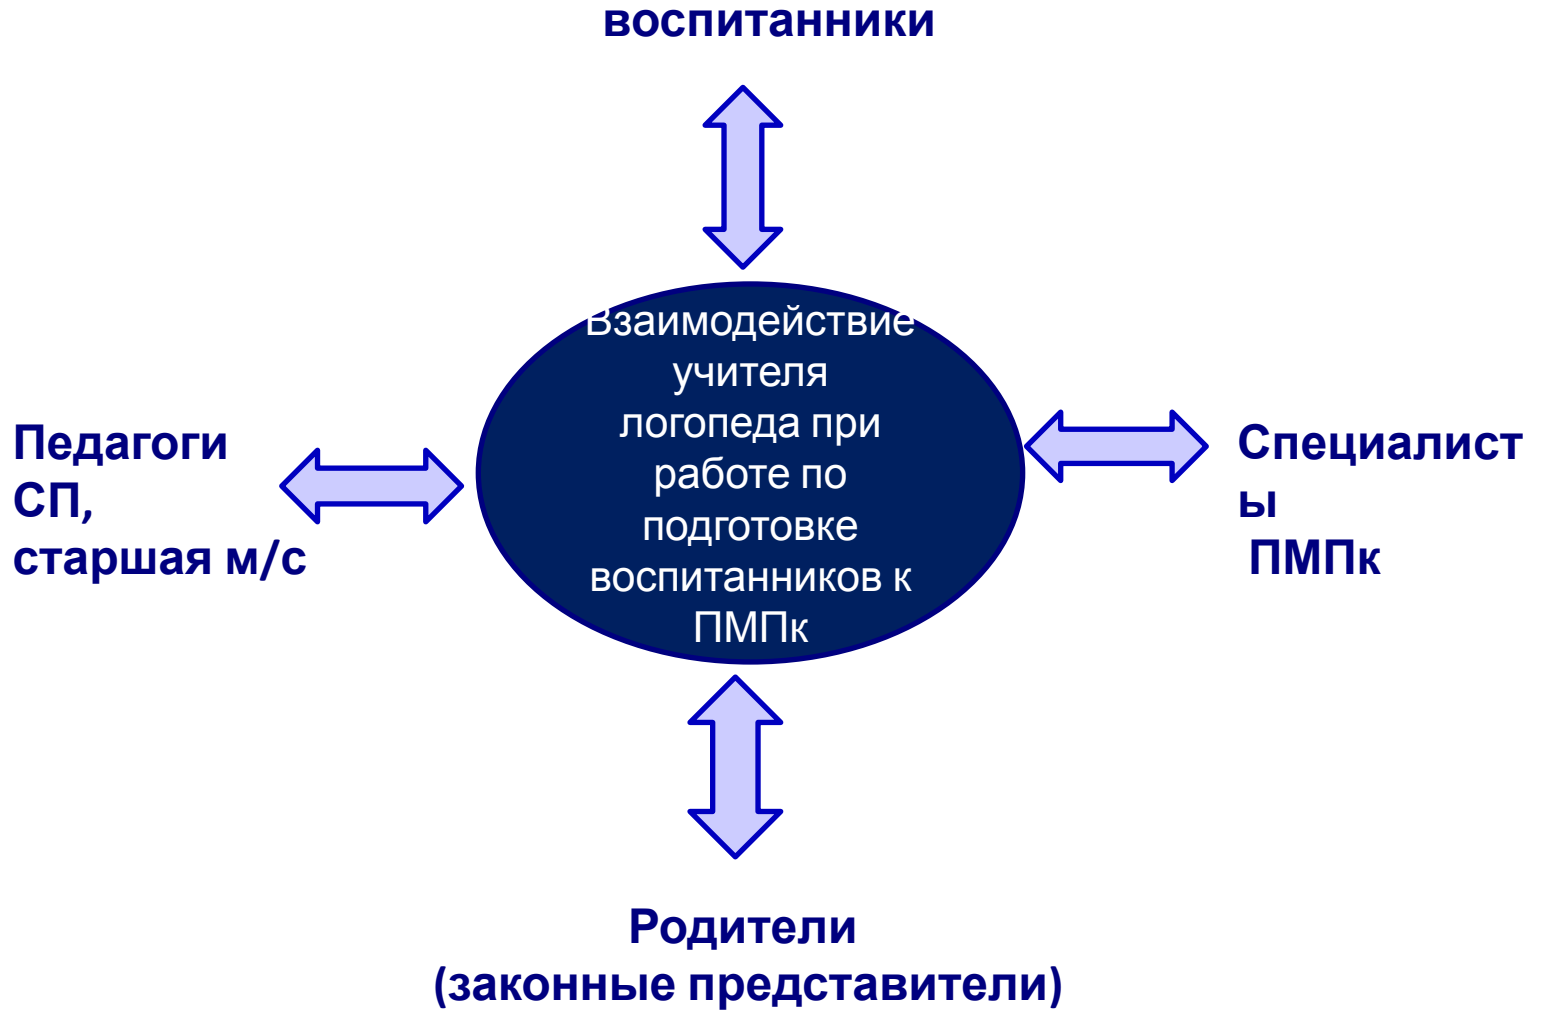 воспитанники
Взаимодействие
учителя
логопеда при
работе по
подготовке
воспитанников к
ПМПк
Педагоги
СП,
старшая м/с
Специалист
ы
ПМПк
Родители
(законные представители)